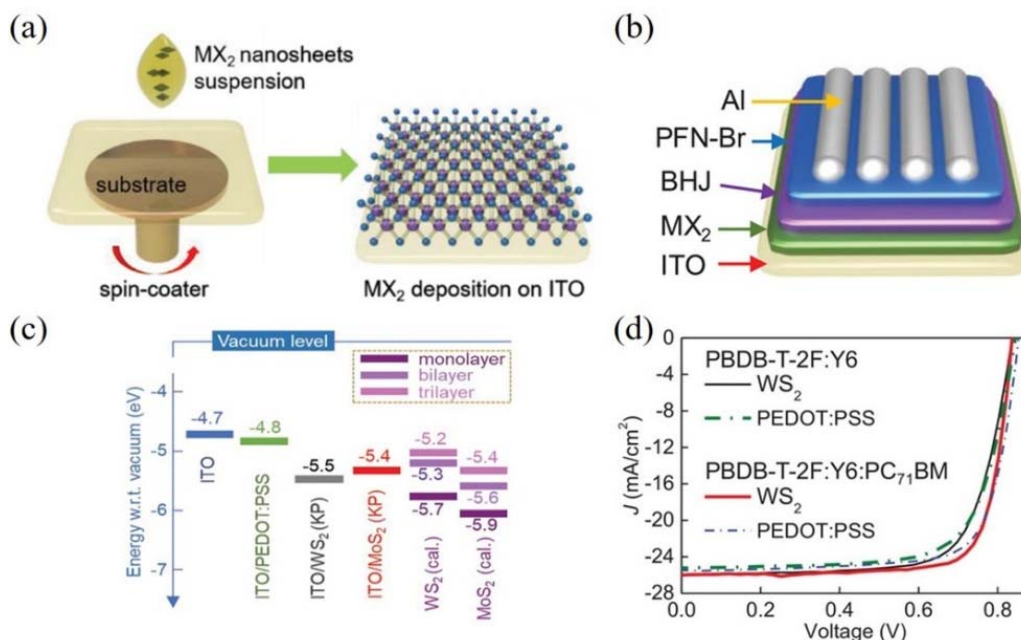 (a)
MX₂ nanosheets
suspension
substrate
spin-coater
MX₂ deposition on ITO
(b)
Al
PFN-Br
BHJ
MX₂
ITO
(c)
Vacuum level
monolayer
bilayer
trilayer
Energy w.r.t. vacuum (eV)
-4
-5
-6
-7
-4.7
ITO
-4.8
ITO/PEDOT:PSS
-5.5
ITO/WS₂ (KP)
-5.4
ITO/MoS₂ (KP)
-5.2
-5.3
-5.7
WS₂ (cal.)
-5.4
-5.6
-5.9
MoS₂ (cal.)
(d)
J (mA/cm²)
0
-4
-8
-12
-16
-20
-24
-28
PBDB-T-2F:Y6
WS₂
PEDOT:PSS
PBDB-T-2F:Y6:PC₇₁BM
WS₂
PEDOT:PSS
0.0 0.2 0.4 0.6 0.8
Voltage (V)